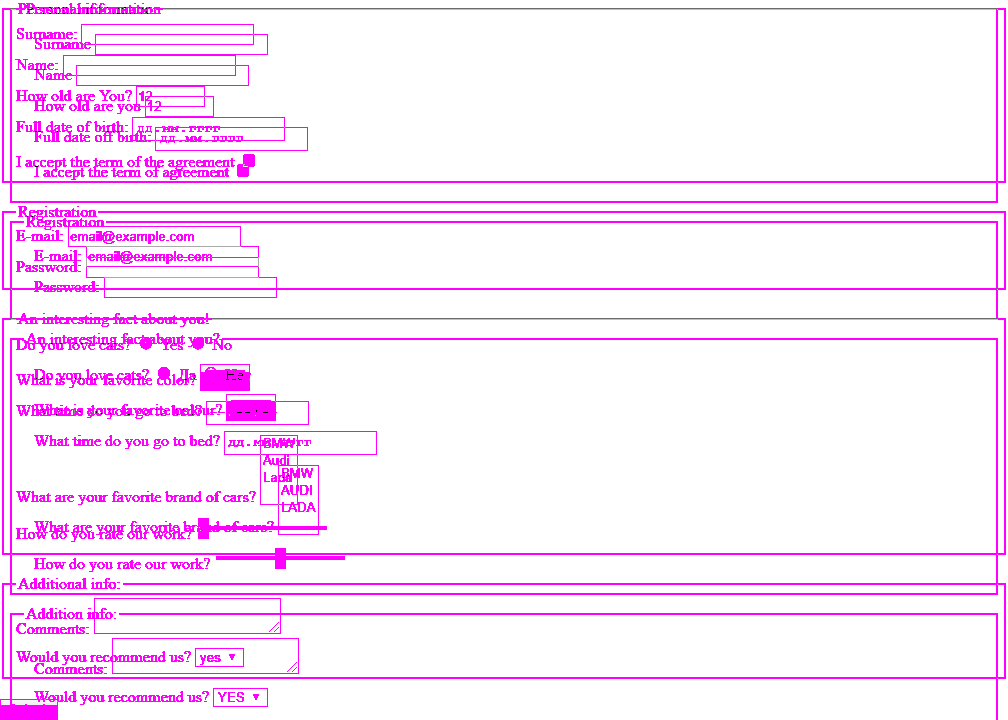 Personal information
Personal information
Surname:
Surname
Name:
Name
How old are You? 12
How old are you 12
Full date of birth: дд.мм.гггг
Full date off birth: дд.мм.гггг
I accept the term of the agreement
I accept the term of agreement
Registration
Registration
E-mail: email@example.com
E-mail: email@example.com
Password:
Password:
An interesting fact about you!
An interesting fact about you?
Do you love cats? Yes No
Do you love cats? Да Не
What is your favorite color?
What is your favorite colour?
What time do you go to bed?
What time do you go to bed? дд.мм.гггг
BMW
Audi
Lada
BMW
AUDI
LADA
What are your favorite brand of cars?
What are your favorite brand of cars?
How do you rate our work?
How do you rate our work?
Additional info:
Addition info:
Comments:
Would you recommend us? yes
Comments:
Would you recommend us? YES